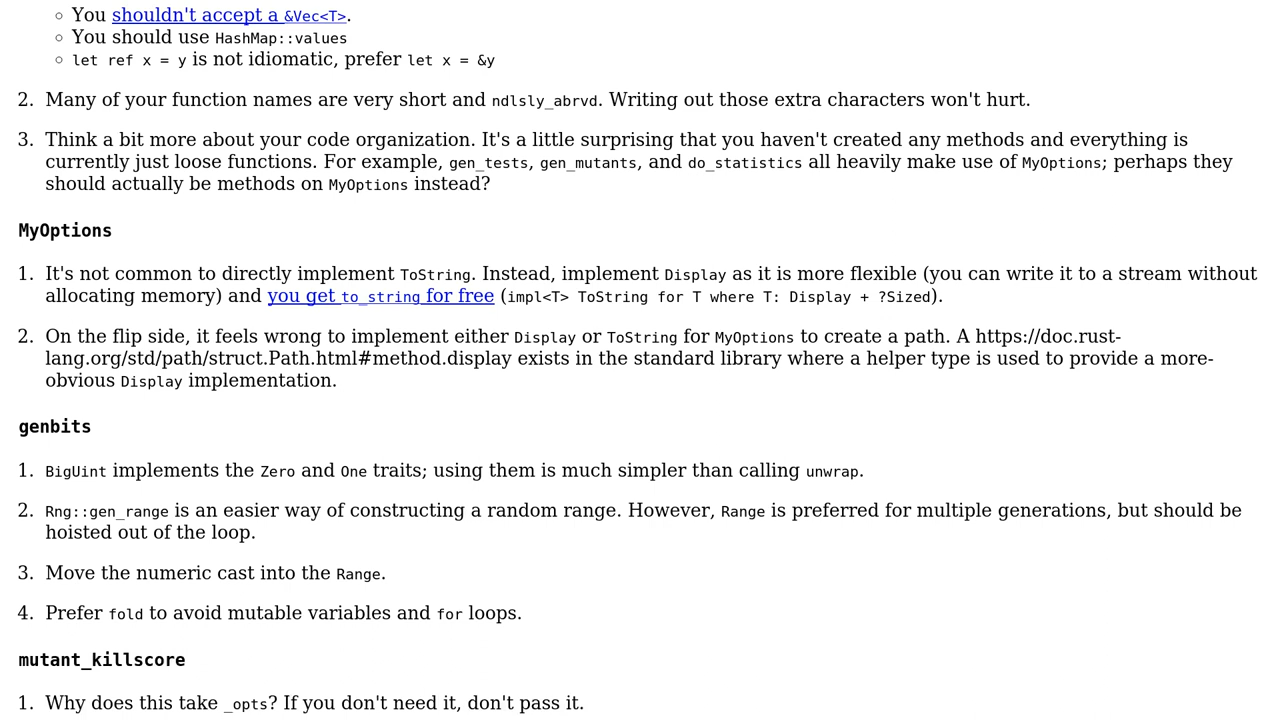 You shouldn't accept a &Vec<T>.
You should use HashMap::values
let ref x = y is not idiomatic, prefer let x = &y
2. Many of your function names are very short and ndlsly_abrvd. Writing out those extra characters won't hurt.
3. Think a bit more about your code organization. It's a little surprising that you haven't created any methods and everything is
currently just loose functions. For example, gen_tests, gen_mutants, and do_statistics all heavily make use of MyOptions; perhaps they
should actually be methods on MyOptions instead?
MyOptions
1. It's not common to directly implement ToString. Instead, implement Display as it is more flexible (you can write it to a stream without
allocating memory) and you get to_string for free (impl<T> ToString for T where T: Display + ?Sized).
2. On the flip side, it feels wrong to implement either Display or ToString for MyOptions to create a path. A https://doc.rust-
lang.org/std/path/struct.Path.html#method.display exists in the standard library where a helper type is used to provide a more-
obvious Display implementation.
genbits
1. BigUint implements the Zero and One traits; using them is much simpler than calling unwrap.
2. Rng::gen_range is an easier way of constructing a random range. However, Range is preferred for multiple generations, but should be
hoisted out of the loop.
3. Move the numeric cast into the Range.
4. Prefer fold to avoid mutable variables and for loops.
mutant_killscore
1. Why does this take _opts? If you don't need it, don't pass it.